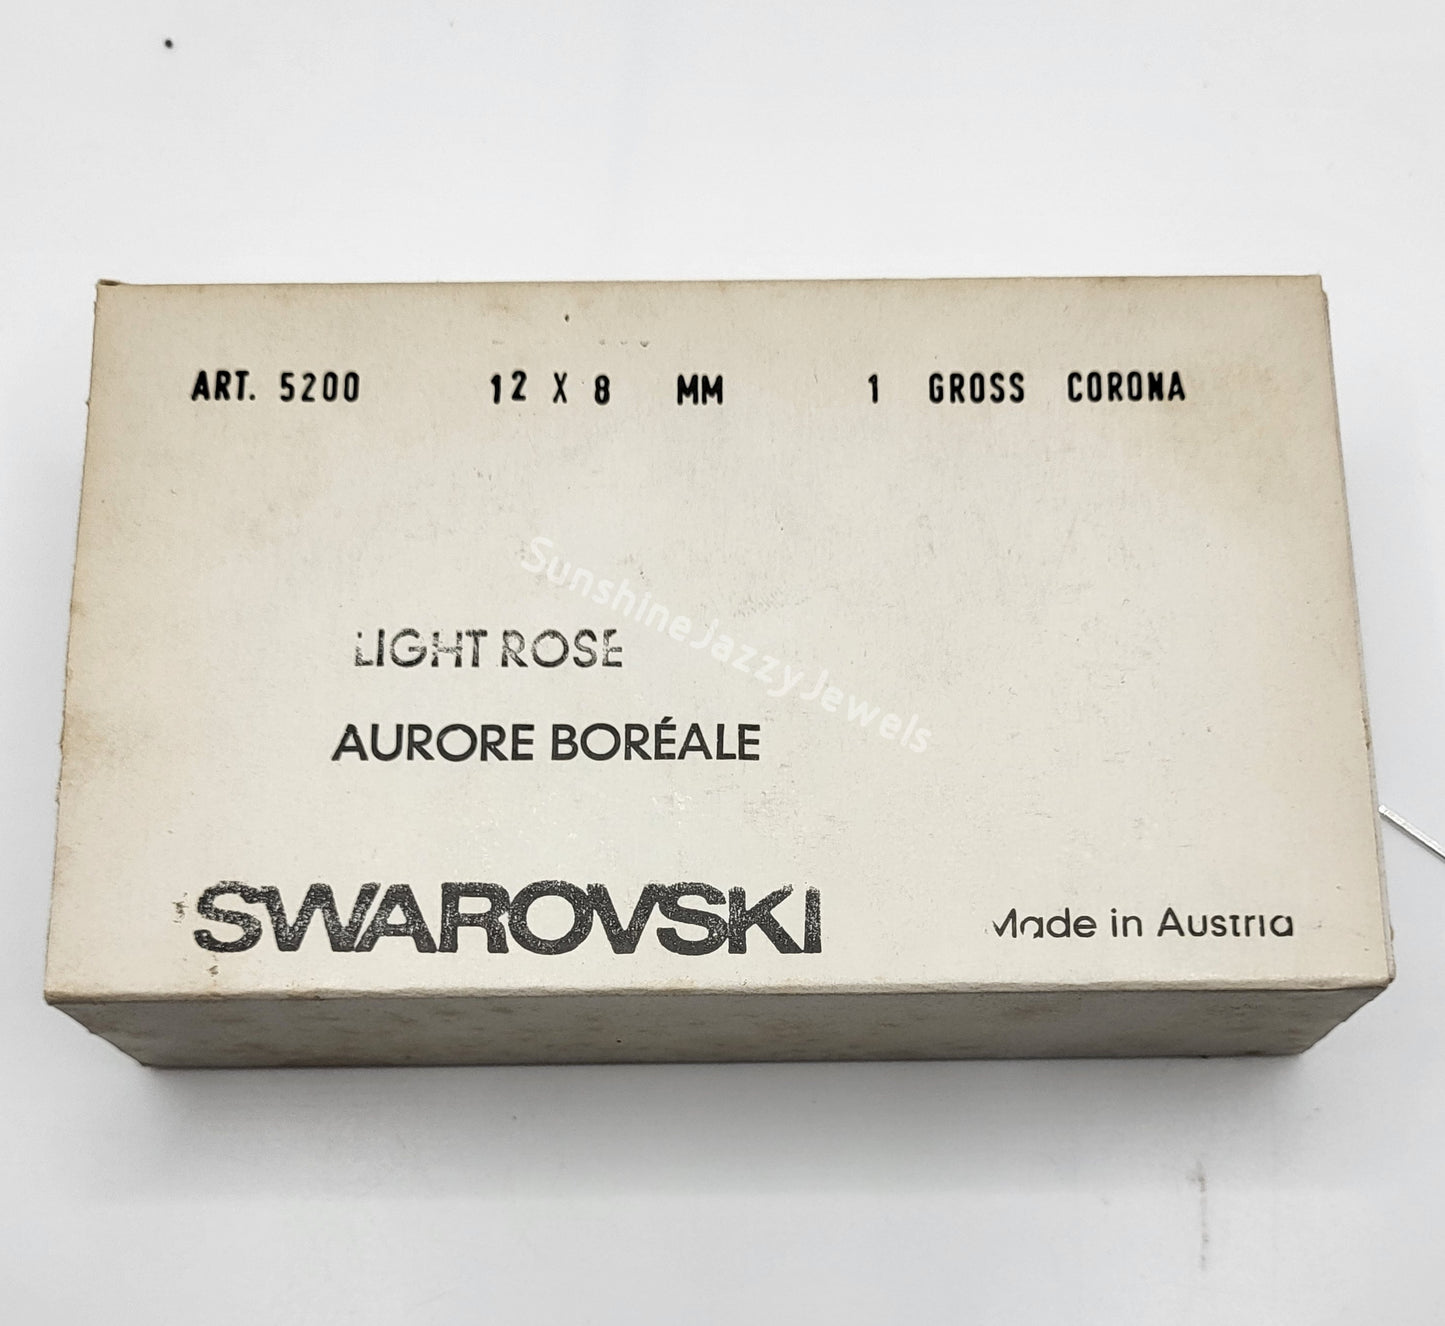 ART. 5200 12 X 8 MM 1 GROSS CORONA
SunshineJazzyJewels
LIGHT ROSE
AURORE BORÉALE
SWAROVSKI Made in Austria